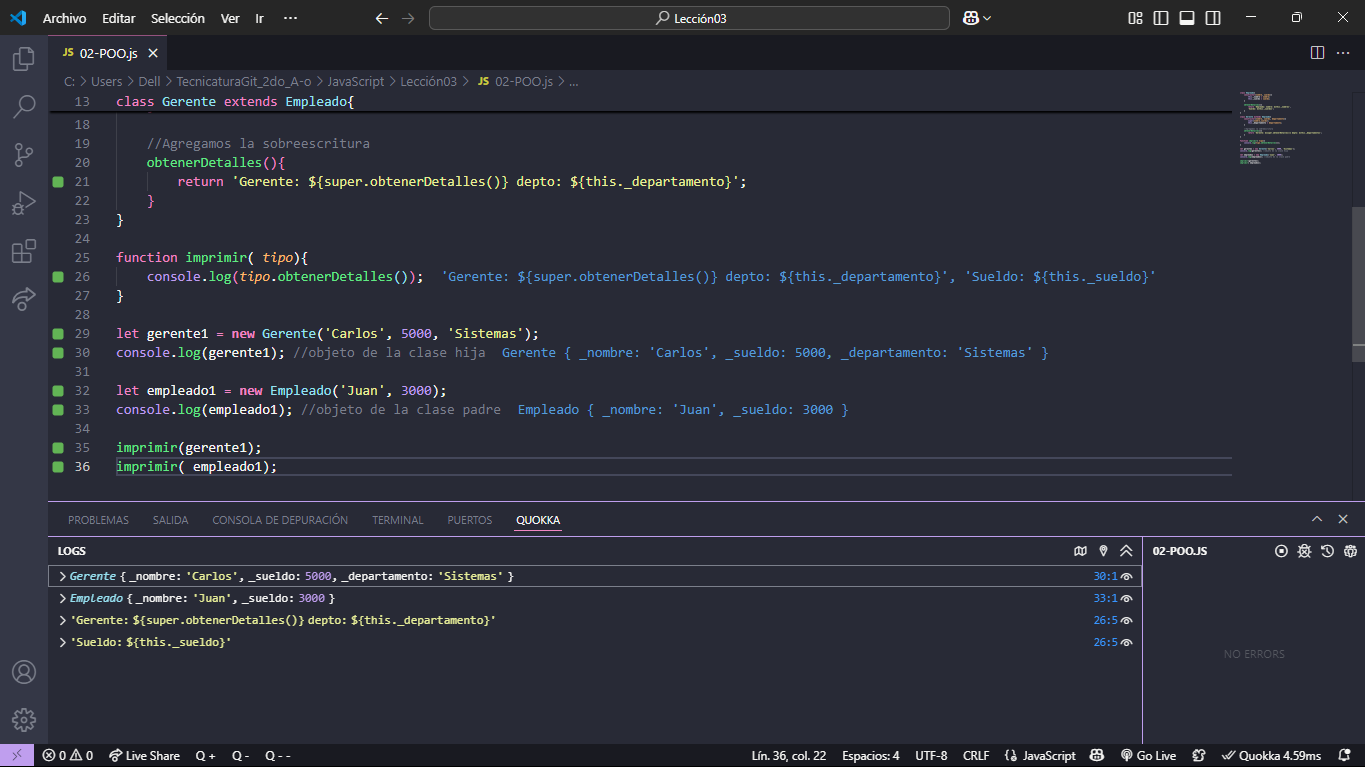 Archivo Editar Selección Ver Ir ··· Lección03
JS 02-POO.js
C: > Users > Dell > TecnicaturaGit_2do_A-o > JavaScript > Lección03 > JS 02-POO.js > ...
13 class Gerente extends Empleado{
18
19 //Agregamos la sobreescritura
20 obtenerDetalles(){
21 return 'Gerente: ${super.obtenerDetalles()} depto: ${this._departamento}';
22 }
23 }
24
25 function imprimir( tipo){
26 console.log(tipo.obtenerDetalles()); 'Gerente: ${super.obtenerDetalles()} depto: ${this._departamento}', 'Sueldo: ${this._sueldo}'
27 }
28
29 let gerente1 = new Gerente('Carlos', 5000, 'Sistemas');
30 console.log(gerente1); //objeto de la clase hija Gerente { _nombre: 'Carlos', _sueldo: 5000, _departamento: 'Sistemas' }
31
32 let empleado1 = new Empleado('Juan', 3000);
33 console.log(empleado1); //objeto de la clase padre Empleado { _nombre: 'Juan', _sueldo: 3000 }
34
35 imprimir(gerente1);
36 imprimir( empleado1);
PROBLEMAS SALIDA CONSOLA DE DEPURACIÓN TERMINAL PUERTOS QUOKKA
LOGS 02-POO.JS
Gerente { _nombre: 'Carlos', _sueldo: 5000, _departamento: 'Sistemas' } 30:1
Empleado { _nombre: 'Juan', _sueldo: 3000 } 33:1
'Gerente: ${super.obtenerDetalles()} depto: ${this._departamento}' 26:5
'Sueldo: ${this._sueldo}' 26:5
NO ERRORS
0 0 Live Share Q + Q - Q - - Lín. 36, col. 22 Espacios: 4 UTF-8 CRLF JavaScript Go Live Quokka 4.59ms